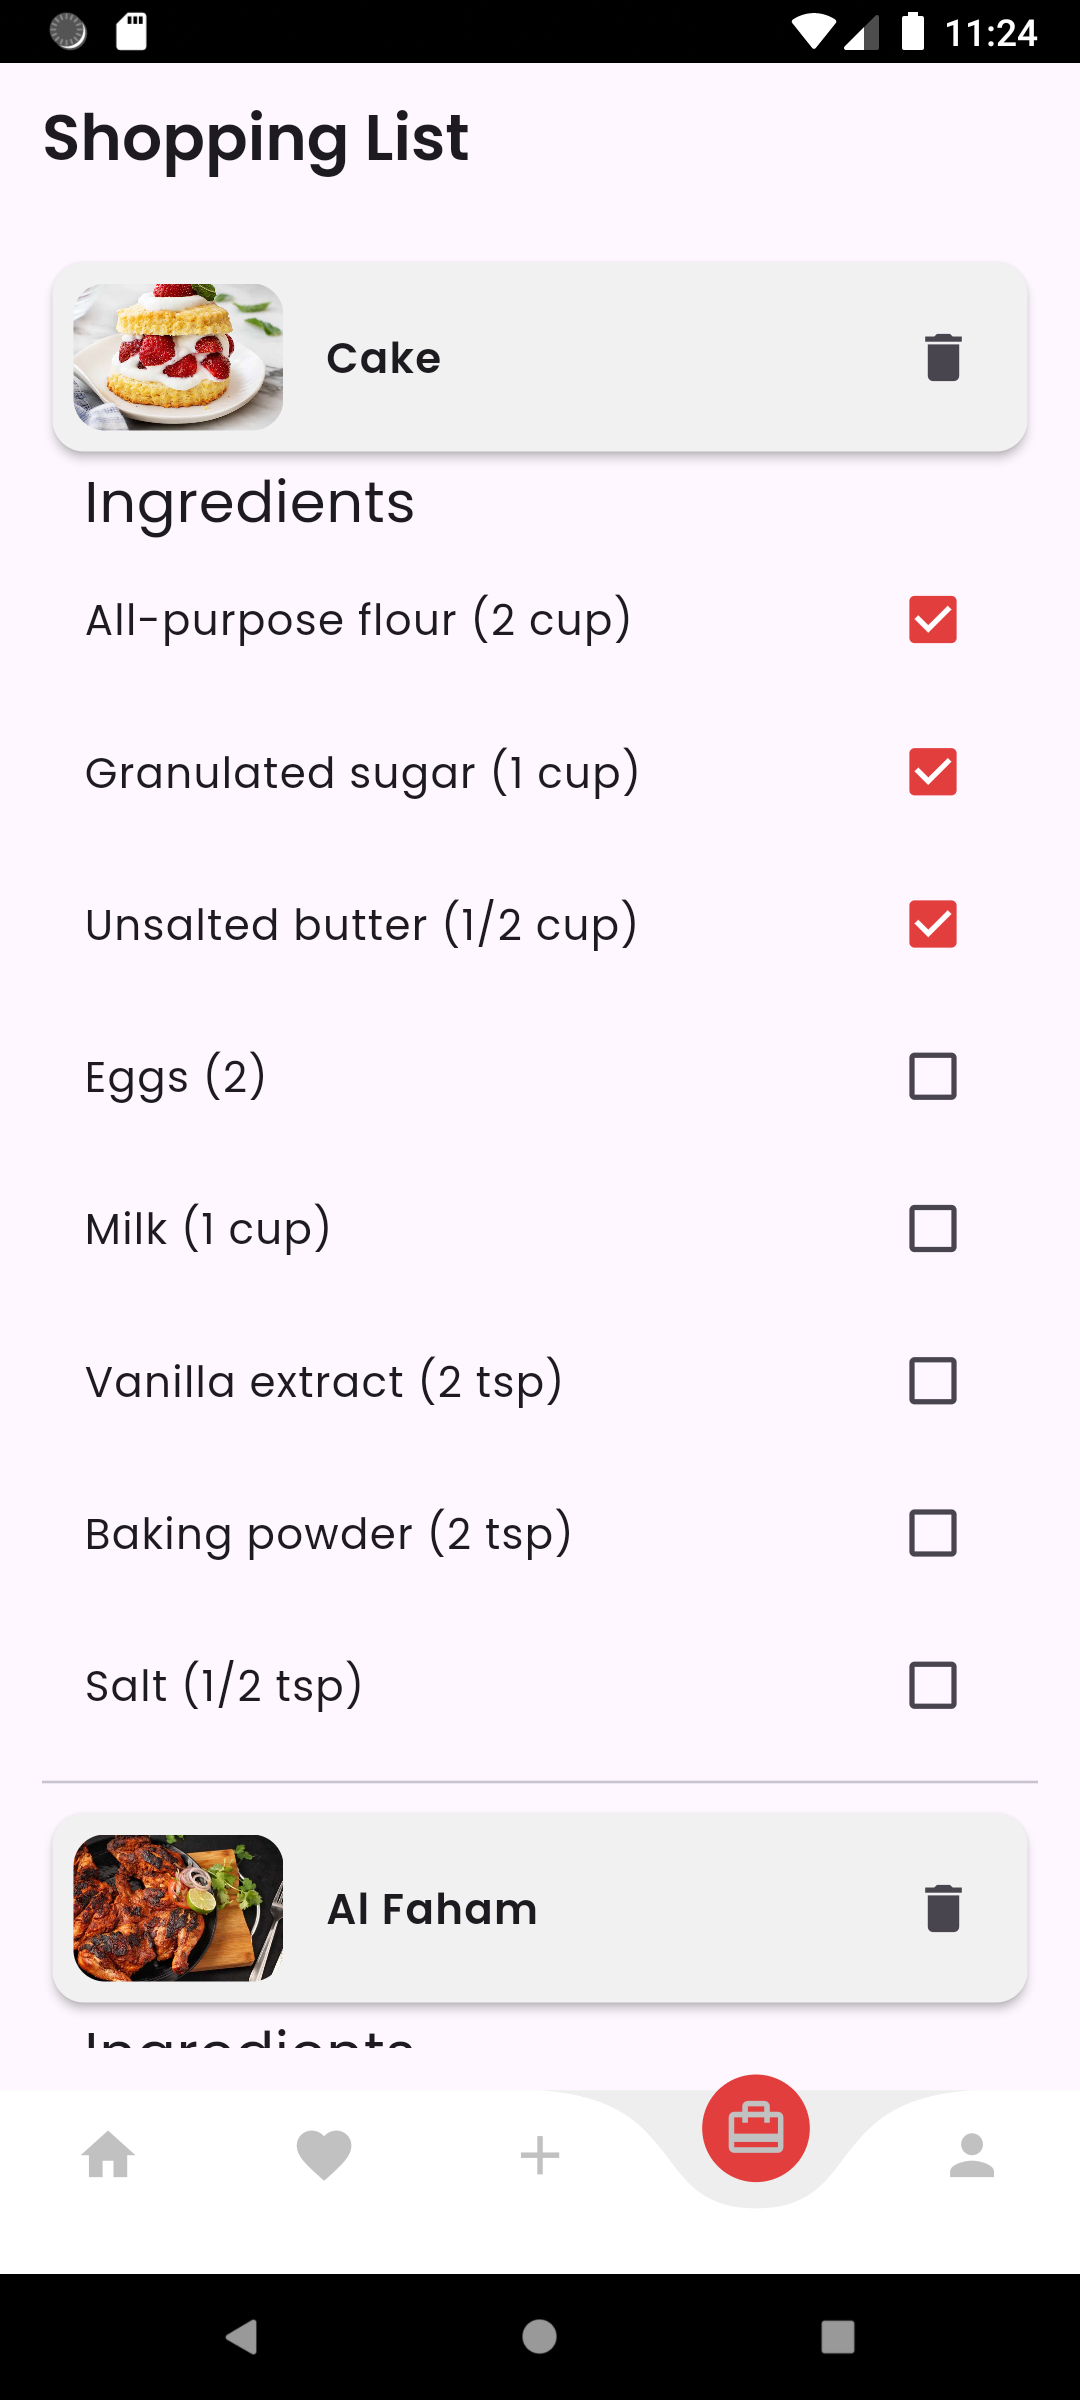 11:24
Shopping List
Cake
Ingredients
All-purpose flour (2 cup)
Granulated sugar (1 cup)
Unsalted butter (1/2 cup)
Eggs (2)
Milk (1 cup)
Vanilla extract (2 tsp)
Baking powder (2 tsp)
Salt (1/2 tsp)
Al Faham
Ingredients